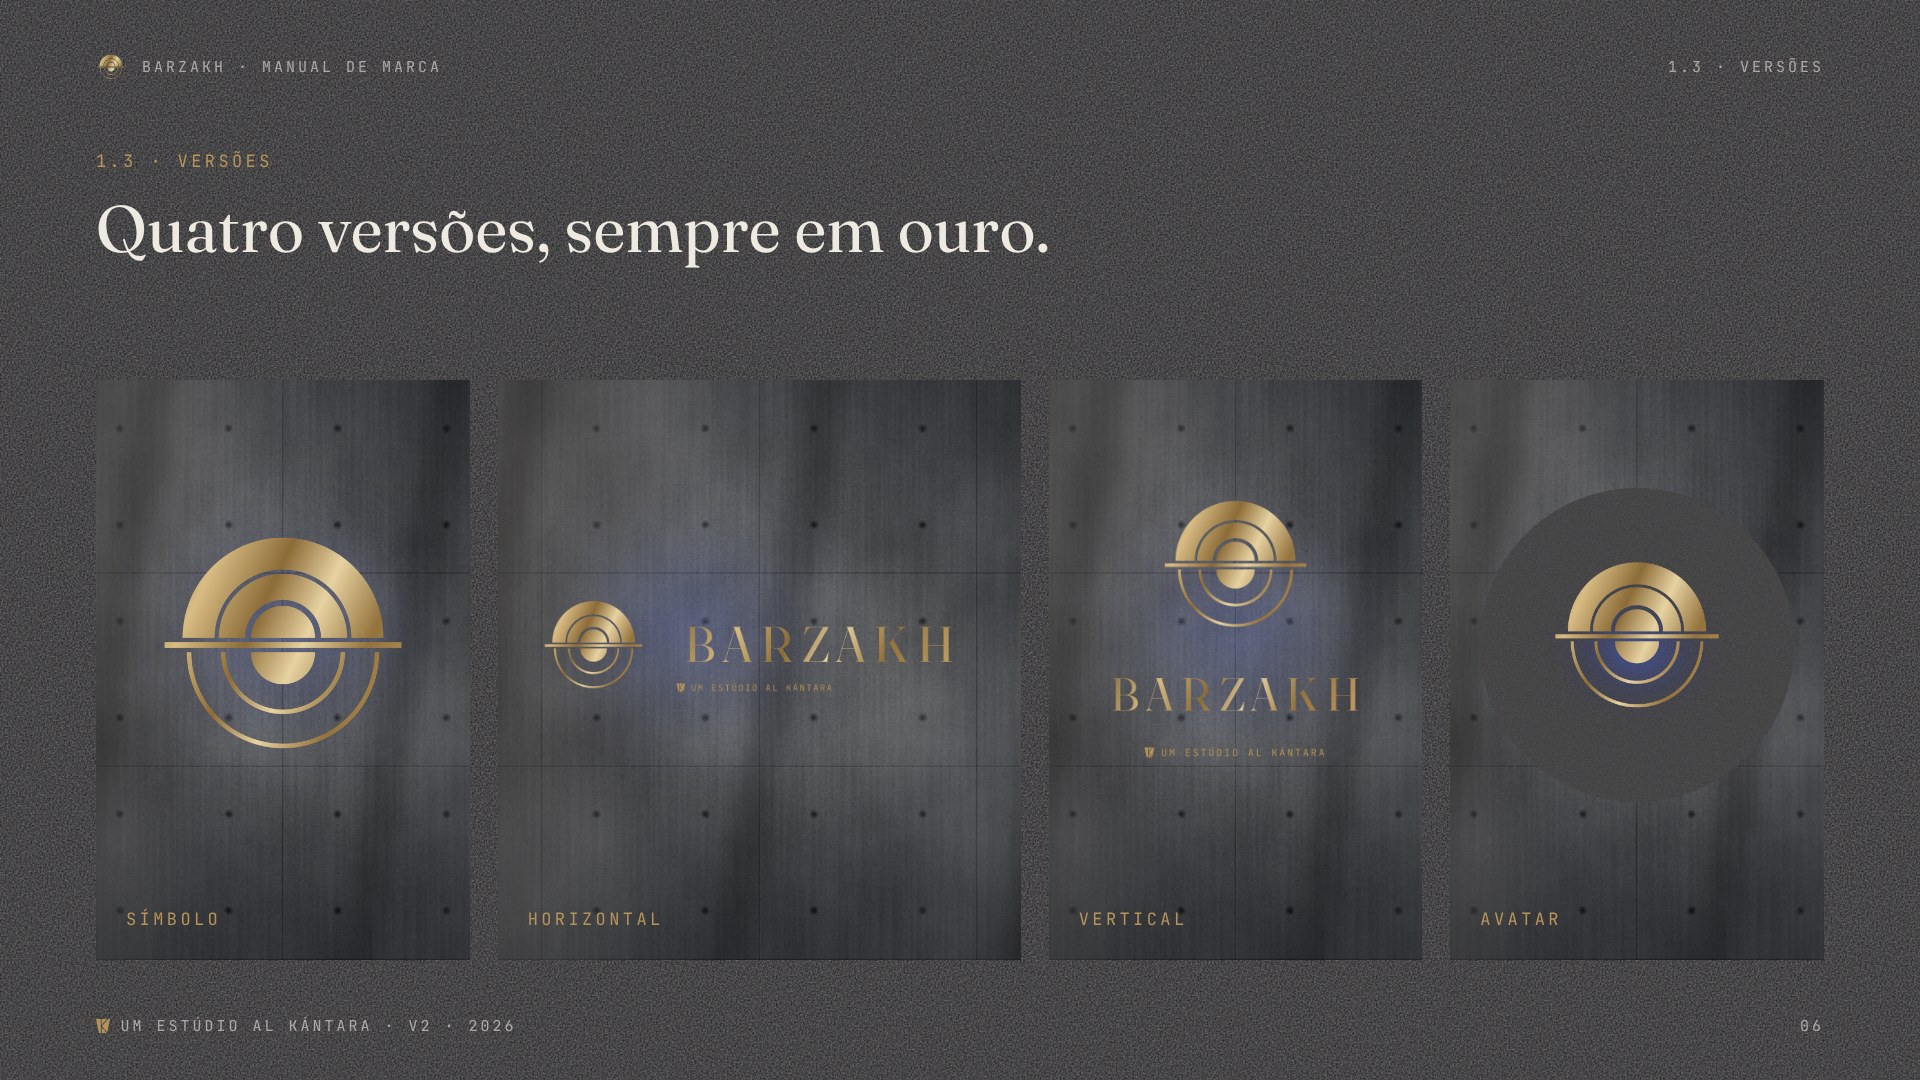 BARZAKH · MANUAL DE MARCA
1.3 · VERSÕES
1.3 · VERSÕES
Quatro versões, sempre em ouro.
SÍMBOLO
BARZAKH
UM ESTÚDIO AL KÁNTARA
HORIZONTAL
BARZAKH
UM ESTÚDIO AL KÁNTARA
VERTICAL
AVATAR
UM ESTÚDIO AL KÁNTARA · V2 · 2026
06